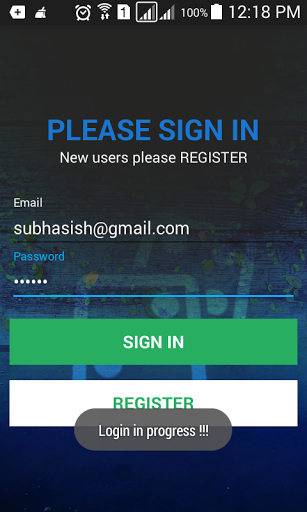 1
100%
12:18 PM
PLEASE SIGN IN
New users please REGISTER
Email
subhasish@gmail.com
Password
••••••
SIGN IN
REGISTER
Login in progress !!!